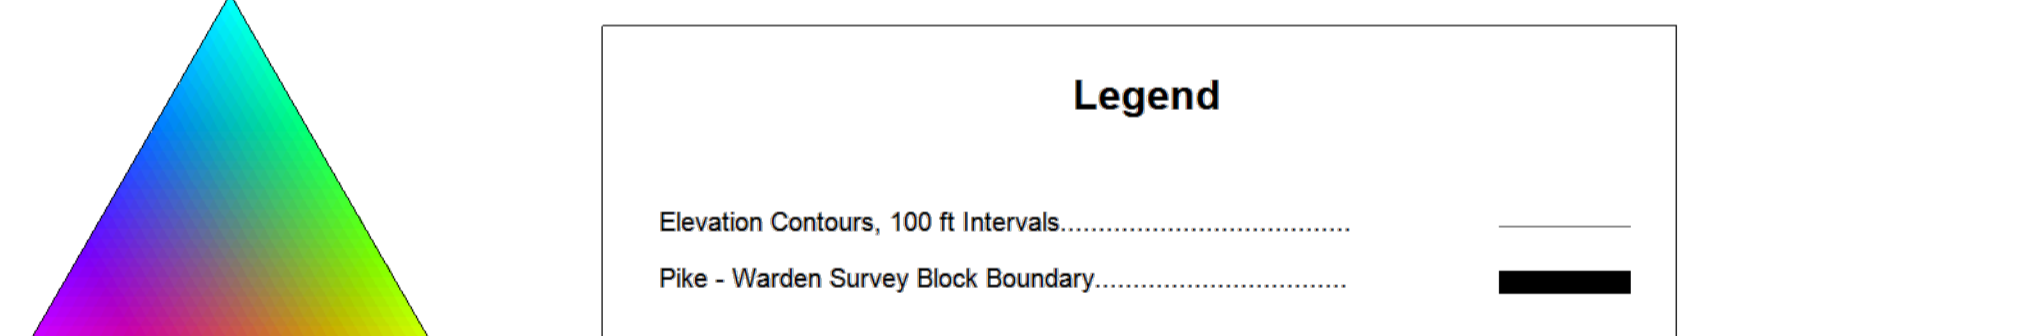 Legend
Elevation Contours, 100 ft Intervals......................................
Pike - Warden Survey Block Boundary.................................